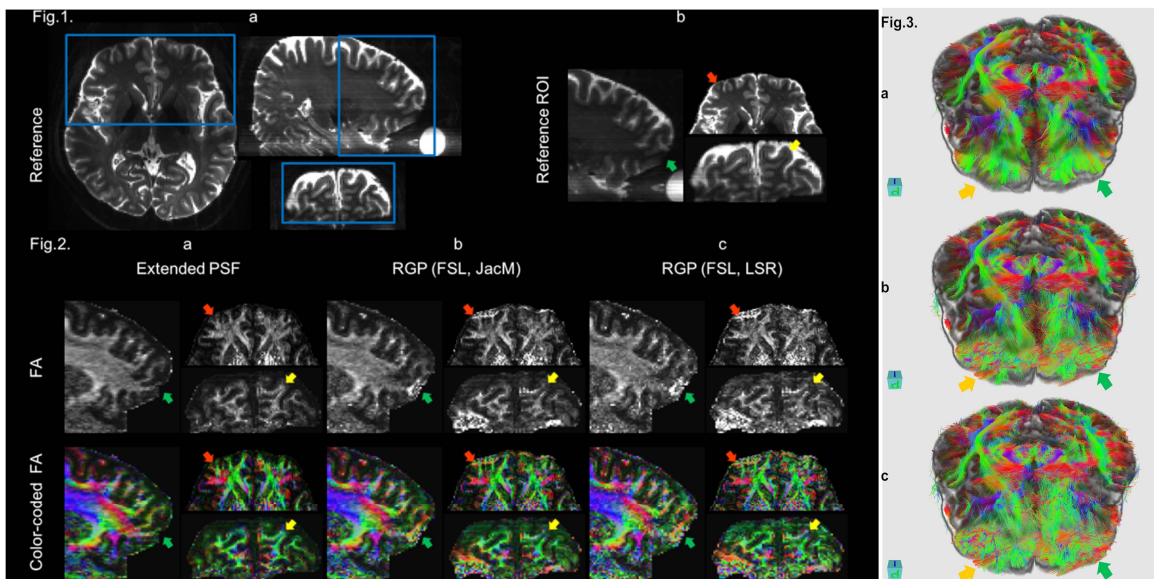 Fig.1.
a
b
Reference
Reference ROI
Fig.2.
a
b
c
Extended PSF
RGP (FSL, JacM)
RGP (FSL, LSR)
FA
Color-coded FA
Fig.3.
a
b
c